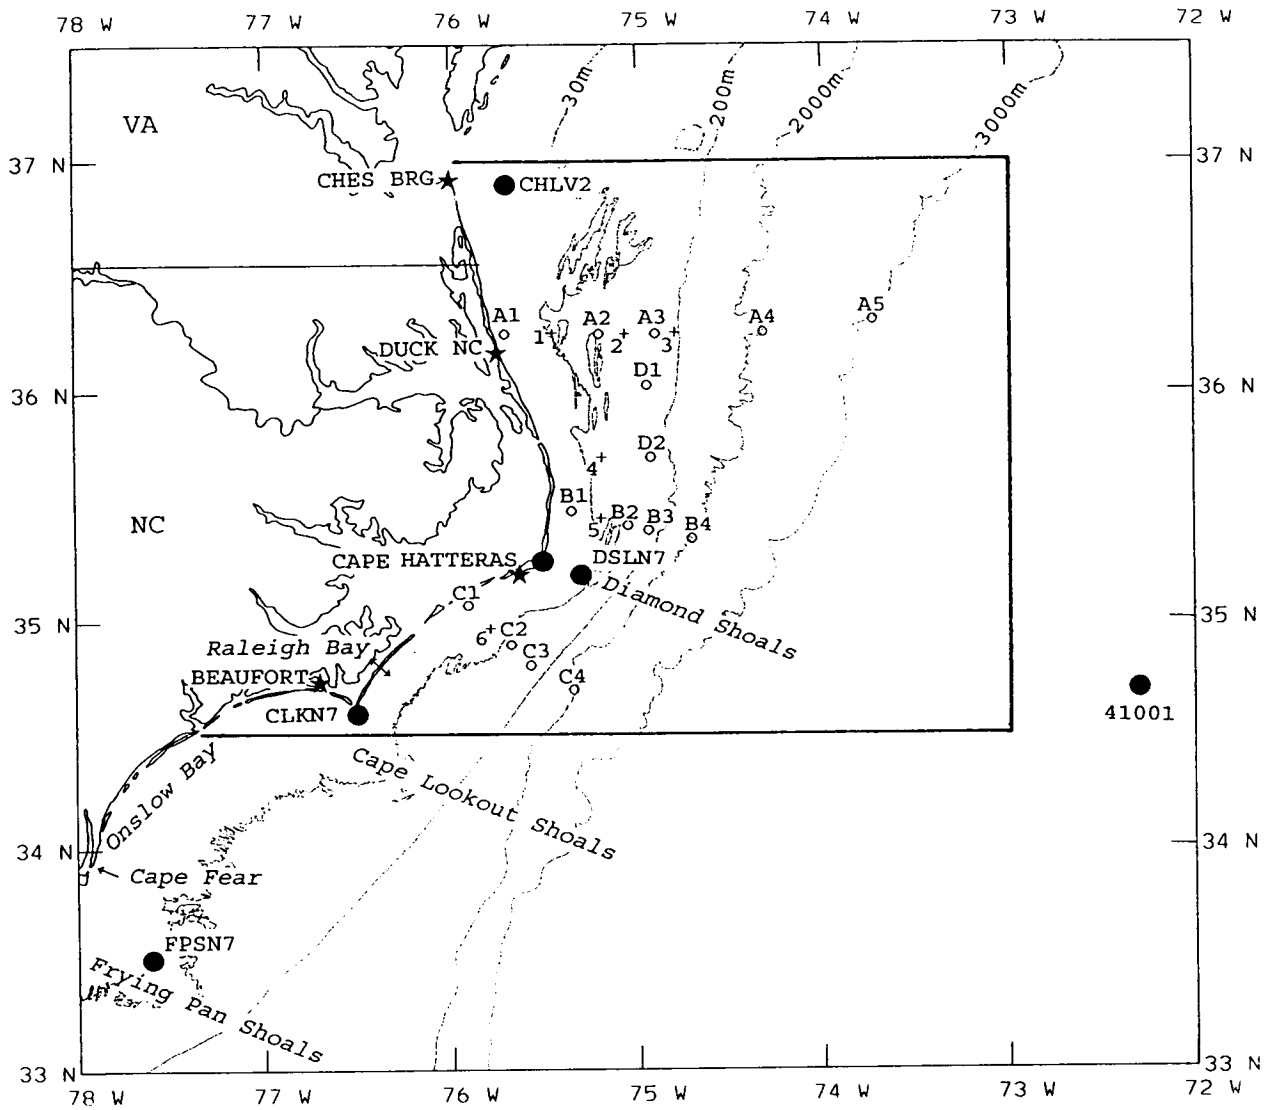 78 W 77 W 76 W 75 W 74 W 73 W 72 W
30m
200m
2000m
3000m
VA
37 N 37 N
CHES BRG CHLV2
A1 A2 A3 A4 A5
1 2 3
DUCK NC
D1
36 N 36 N
D2
4
B1
NC
5 B2 B3 B4
CAPE HATTERAS DSLN7
C1 Diamond Shoals
35 N 35 N
6 C2
Raleigh Bay C3
BEAUFORT C4
CLKN7 41001
Onslow Bay
Cape Lookout Shoals
34 N 34 N
Cape Fear
FPSN7
Frying Pan Shoals
33 N 33 N
78 W 77 W 76 W 75 W 74 W 73 W 72 W